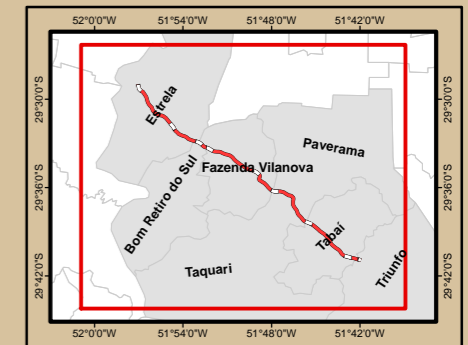 52°0'0"W 51°54'0"W 51°48'0"W 51°42'0"W
29°30'0"S
29°36'0"S
29°42'0"S
Estrela
Paverama
Fazenda Vilanova
Bom Retiro do Sul
Tabaí
Taquari
Triunfo
29°30'0"S
29°36'0"S
29°42'0"S
52°0'0"W 51°54'0"W 51°48'0"W 51°42'0"W